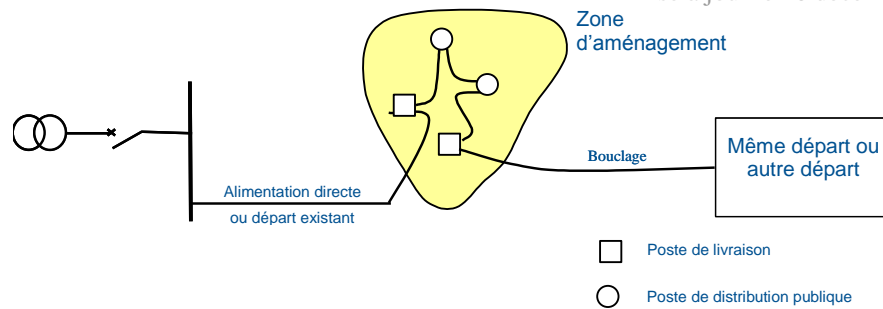 Zone
d'aménagement
Alimentation directe
ou départ existant
Bouclage
Même départ ou
autre départ
Poste de livraison
Poste de distribution publique